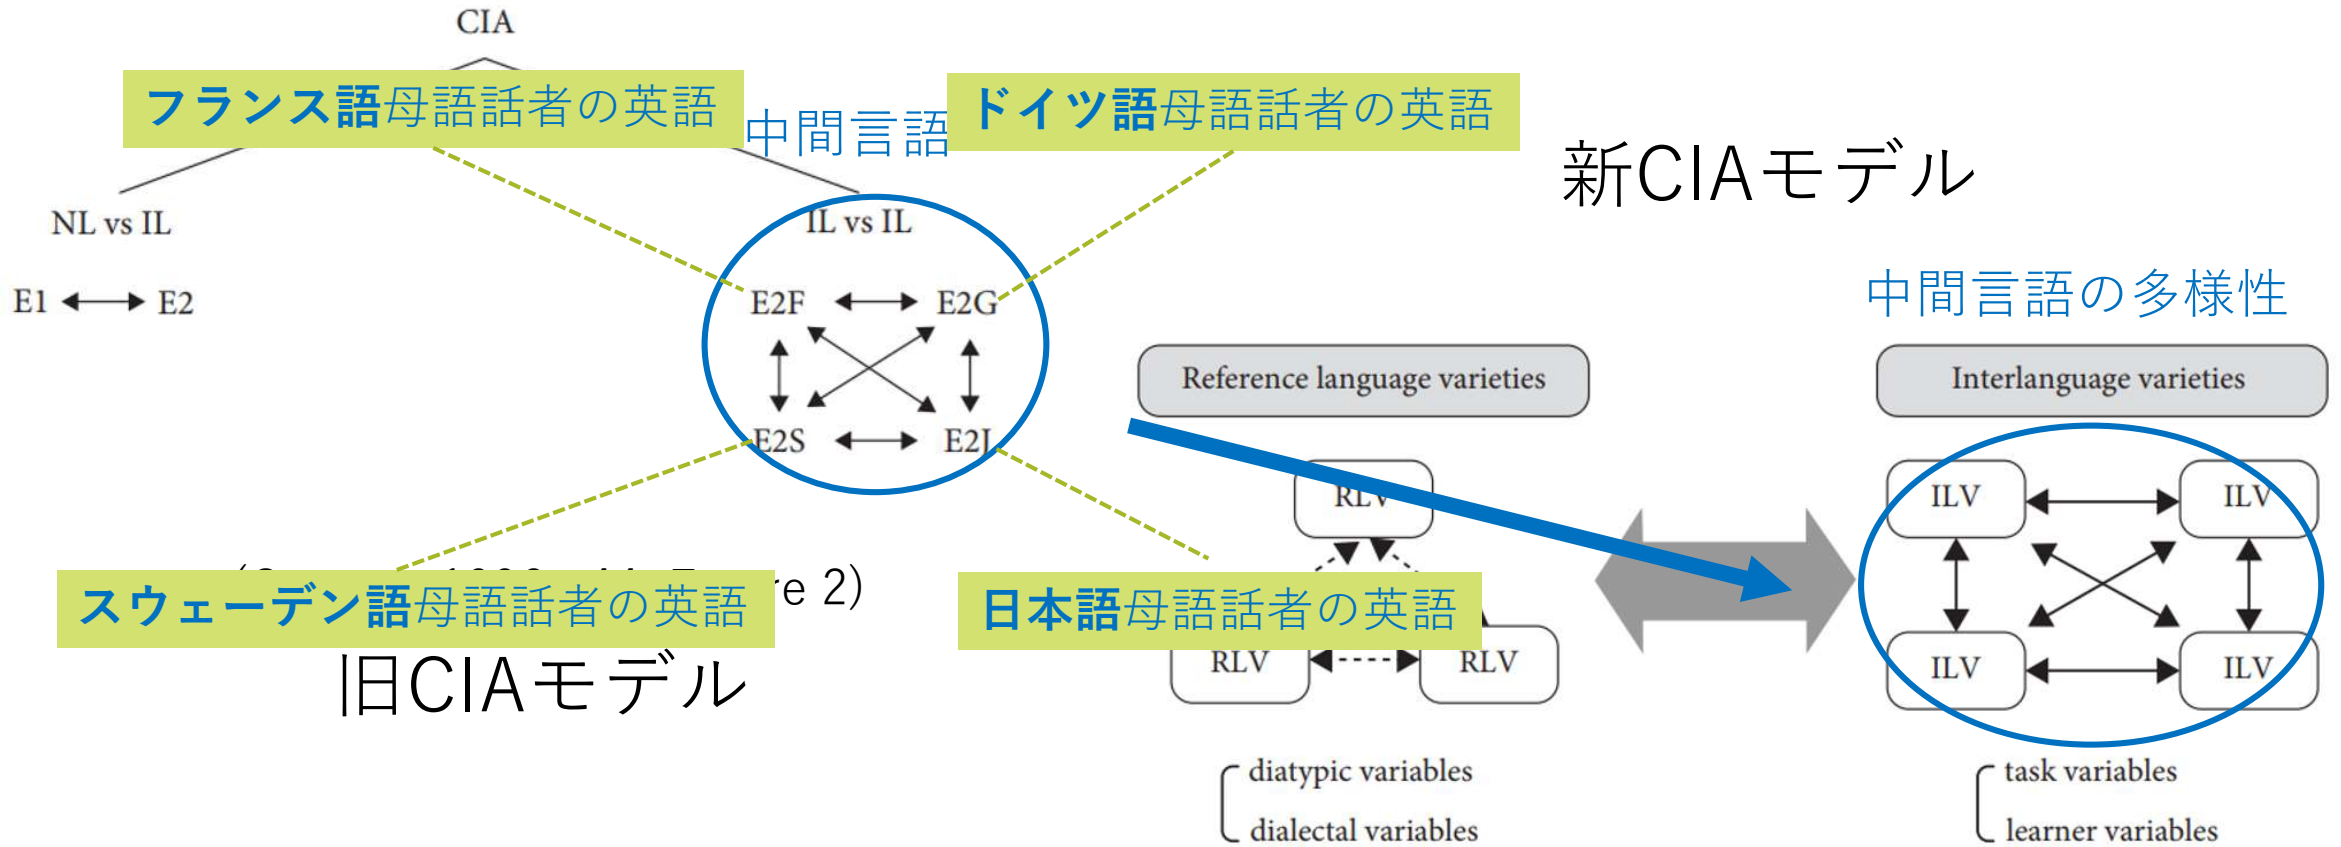 CIA
フランス語母語話者の英語
中間言語
ドイツ語母語話者の英語
新CIAモデル
NL vs IL
IL vs IL
E1
E2
E2F
E2G
E2S
E2J
中間言語の多様性
Reference language varieties
Interlanguage varieties
RLV
ILV
ILV
スウェーデン語母語話者の英語
re 2)
日本語母語話者の英語
RLV
RLV
ILV
ILV
旧CIAモデル
diatypic variables
dialectal variables
task variables
learner variables